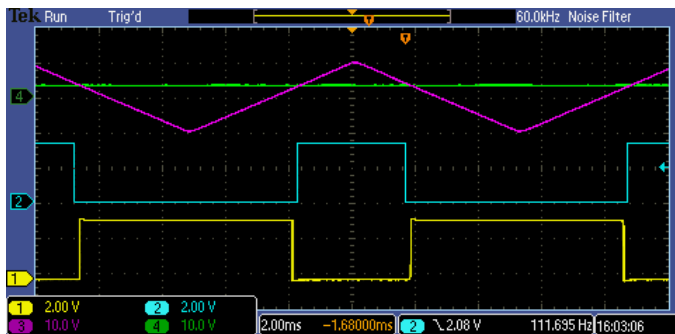 Tek Run Trig'd 60.0kHz Noise Filter
T
T
4
2
1
1 2.00 V 2 2.00 V
3 10.0 V 4 10.0 V
2.00ms -1.68000ms 2 \ 2.08 V 111.695 Hz 16:03:06